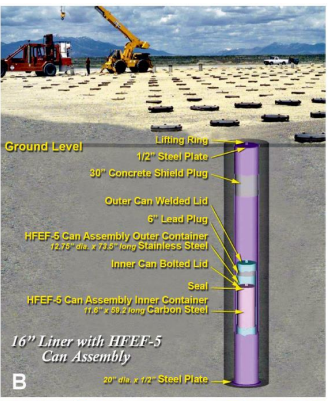 Lifting Ring
Ground Level
1/2" Steel Plate
30" Concrete Shield Plug
Outer Can Welded Lid
6" Lead Plug
HFEF-5 Can Assembly Outer Container
12.75" dia. x 73.5" long Stainless Steel
Inner Can Bolted Lid
Seal
HFEF-5 Can Assembly Inner Container
11.6" x 59.2 long Carbon Steel
16" Liner with HFEF-5
Can Assembly
B
20" dia. x 1/2" Steel Plate